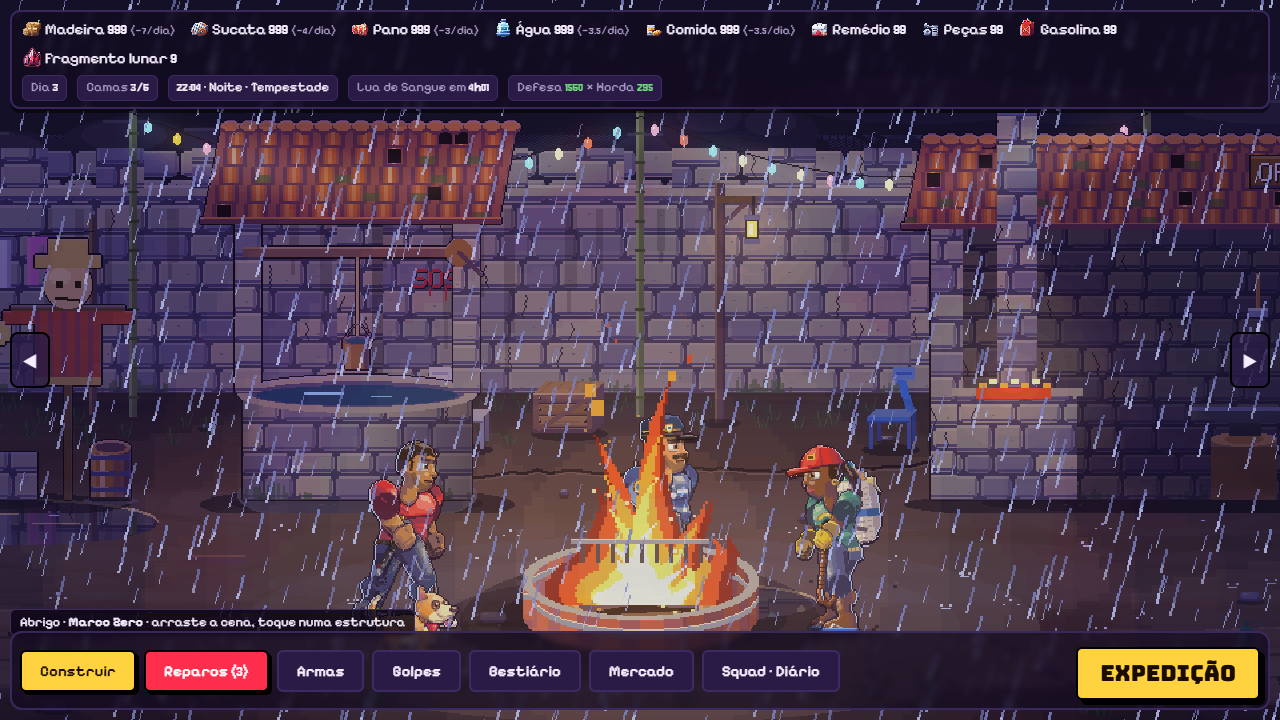 Madeira 999 (-7/dia) Sucata 999 (-4/dia) Pano 999 (-3/dia) Água 999 (-3.5/dia) Comida 999 (-3.5/dia) Remédio 99 Peças 99 Gasolina 99
Fragmento lunar 9
Dia 3 Camas 3/6 22:04 · Noite · Tempestade Lua de Sangue em 4h01 Defesa 1560 × Horda 295
◀ ▶
Abrigo · Marco Zero · arraste a cena, toque numa estrutura
Construir Reparos (3) Armas Golpes Bestiário Mercado Squad · Diário EXPEDIÇÃO